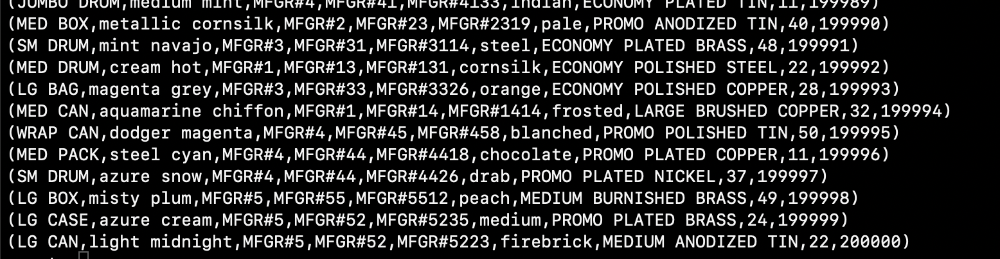 (JUMBO DRUM,medium mint,MFGR#4,MFGR#41,MFGR#4133,indian,ECONOMY PLATED TIN,11,199989)
(MED BOX,metallic cornsilk,MFGR#2,MFGR#23,MFGR#2319,pale,PROMO ANODIZED TIN,40,199990)
(SM DRUM,mint navajo,MFGR#3,MFGR#31,MFGR#3114,steel,ECONOMY PLATED BRASS,48,199991)
(MED DRUM,cream hot,MFGR#1,MFGR#13,MFGR#131,cornsilk,ECONOMY POLISHED STEEL,22,199992)
(LG BAG,magenta grey,MFGR#3,MFGR#33,MFGR#3326,orange,ECONOMY POLISHED COPPER,28,199993)
(MED CAN,aquamarine chiffon,MFGR#1,MFGR#14,MFGR#1414,frosted,LARGE BRUSHED COPPER,32,199994)
(WRAP CAN,dodger magenta,MFGR#4,MFGR#45,MFGR#458,blanched,PROMO POLISHED TIN,50,199995)
(MED PACK,steel cyan,MFGR#4,MFGR#44,MFGR#4418,chocolate,PROMO PLATED COPPER,11,199996)
(SM DRUM,azure snow,MFGR#4,MFGR#44,MFGR#4426,drab,PROMO PLATED NICKEL,37,199997)
(LG BOX,misty plum,MFGR#5,MFGR#55,MFGR#5512,peach,MEDIUM BURNISHED BRASS,49,199998)
(LG CASE,azure cream,MFGR#5,MFGR#52,MFGR#5235,medium,PROMO PLATED BRASS,24,199999)
(LG CAN,light midnight,MFGR#5,MFGR#52,MFGR#5223,firebrick,MEDIUM ANODIZED TIN,22,200000)